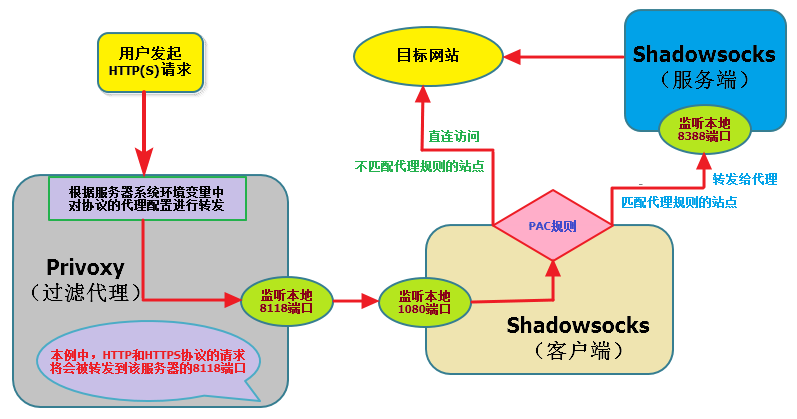 用户发起
HTTP(S)请求
目标网站
Shadowsocks
（服务端）
监听本地
8388端口
直连访问
不匹配代理规则的站点
转发给代理
匹配代理规则的站点
根据服务器系统环境变量中
对协议的代理配置进行转发
PAC规则
Privoxy
（过滤代理）
监听本地
8118端口
监听本地
1080端口
Shadowsocks
（客户端）
本例中，HTTP和HTTPS协议的请求
将会被转发到该服务器的8118端口